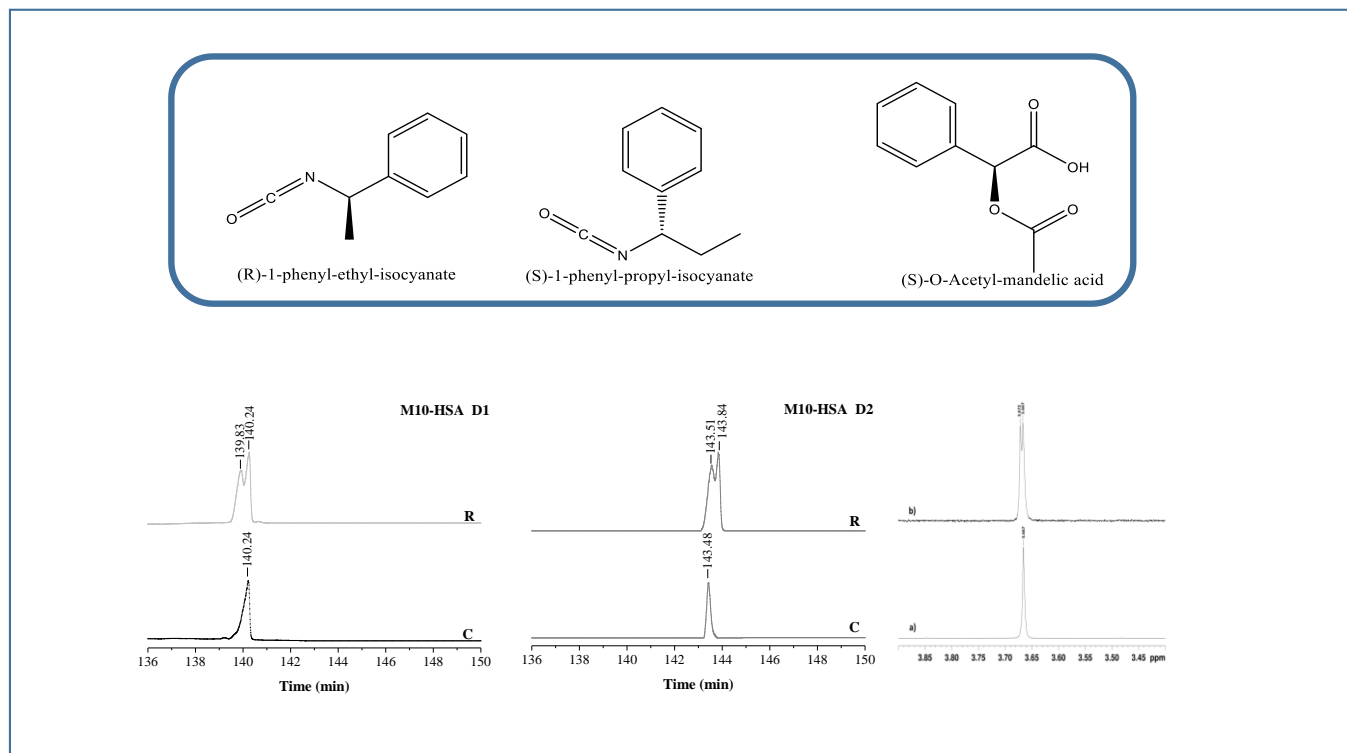 O
C
N
(R)-1-phenyl-ethyl-isocyanate
O
C
N
(S)-1-phenyl-propyl-isocyanate
O
OH
O
O
(S)-O-Acetyl-mandelic acid
M10-HSA D1
139.83
140.24
R
140.24
C
136 138 140 142 144 146 148 150
Time (min)
M10-HSA D2
143.51
143.84
R
143.48
C
136 138 140 142 144 146 148 150
Time (min)
b)
a)
3.85 3.80 3.75 3.70 3.65 3.60 3.55 3.50 3.45 ppm